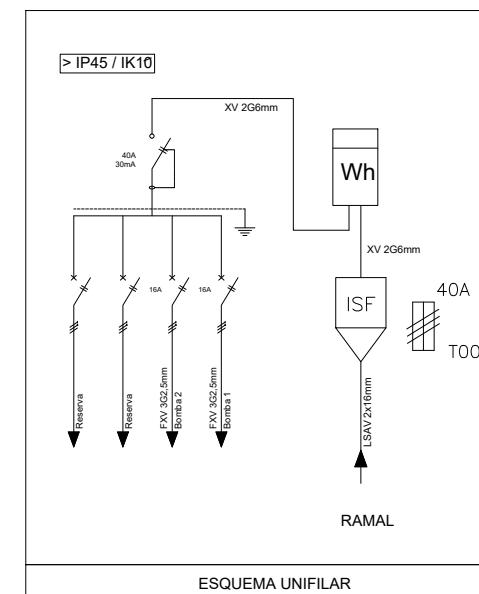 > IP45 / IK10
XV 2G6mm
40A
30mA
Wh
XV 2G6mm
16A
16A
ISF
40A
T00
Reserva
Reserva
FXV 3G2,5mm
Bomba 2
FXV 3G2,5mm
Bomba 1
LSAV 2x16mm
RAMAL
ESQUEMA UNIFILAR